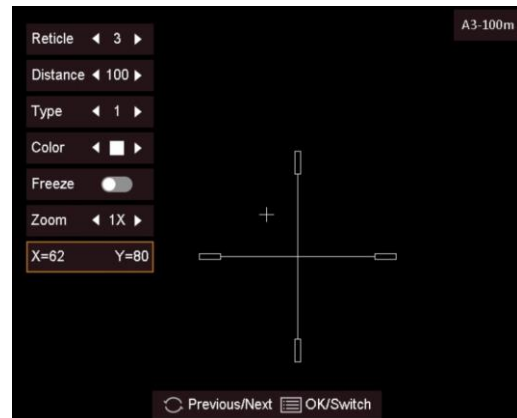 A3-100m
Reticle 3
Distance 100
Type 1
Color
Freeze
Zoom 1X
X=62 Y=80
Previous/Next OK/Switch